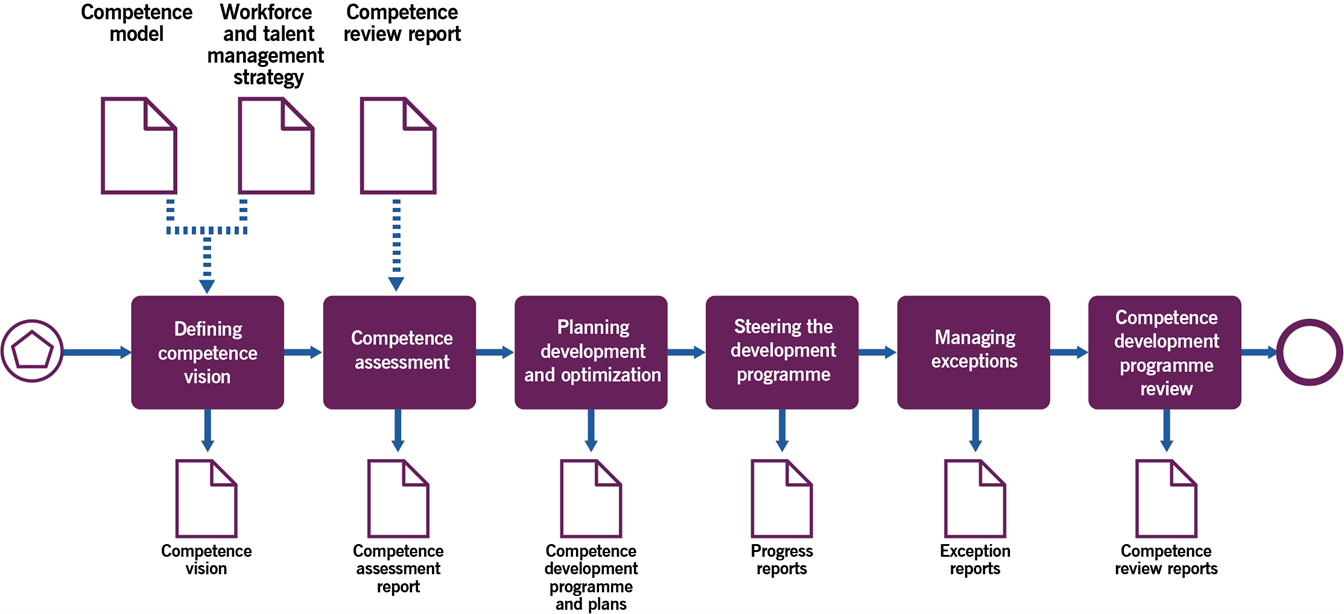 Competence
model
Workforce
and talent
management
strategy
Competence
review report
Defining
competence
vision
Competence
assessment
Planning
development
and optimization
Steering the
development
programme
Managing
exceptions
Competence
development
programme
review
Competence
vision
Competence
assessment
report
Competence
development
programme
and plans
Progress
reports
Exception
reports
Competence
review reports